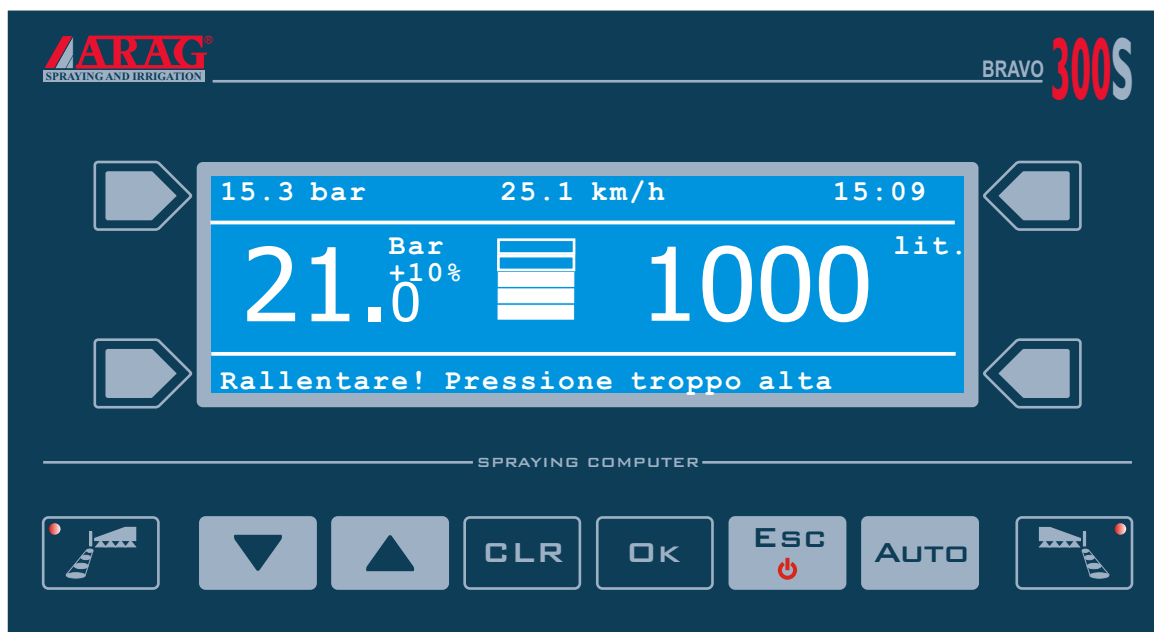 ARAG®
SPRAYING AND IRRIGATION
BRAVO 300S
15.3 bar 25.1 km/h 15:09
21.0 Bar +10% 1000 lit.
Rallentare! Pressione troppo alta
SPRAYING COMPUTER
CLR OK ESC AUTO